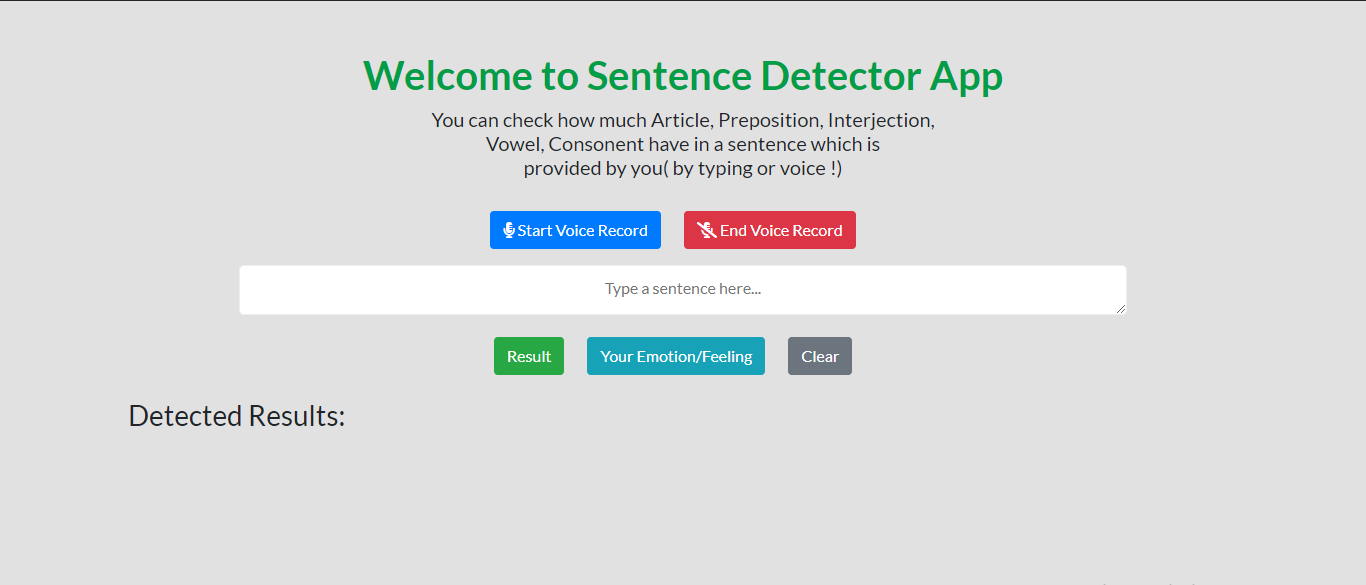 Welcome to Sentence Detector App
You can check how much Article, Preposition, Interjection,
Vowel, Consonent have in a sentence which is
provided by you( by typing or voice !)
Start Voice Record End Voice Record
Type a sentence here...
Result Your Emotion/Feeling Clear
Detected Results: